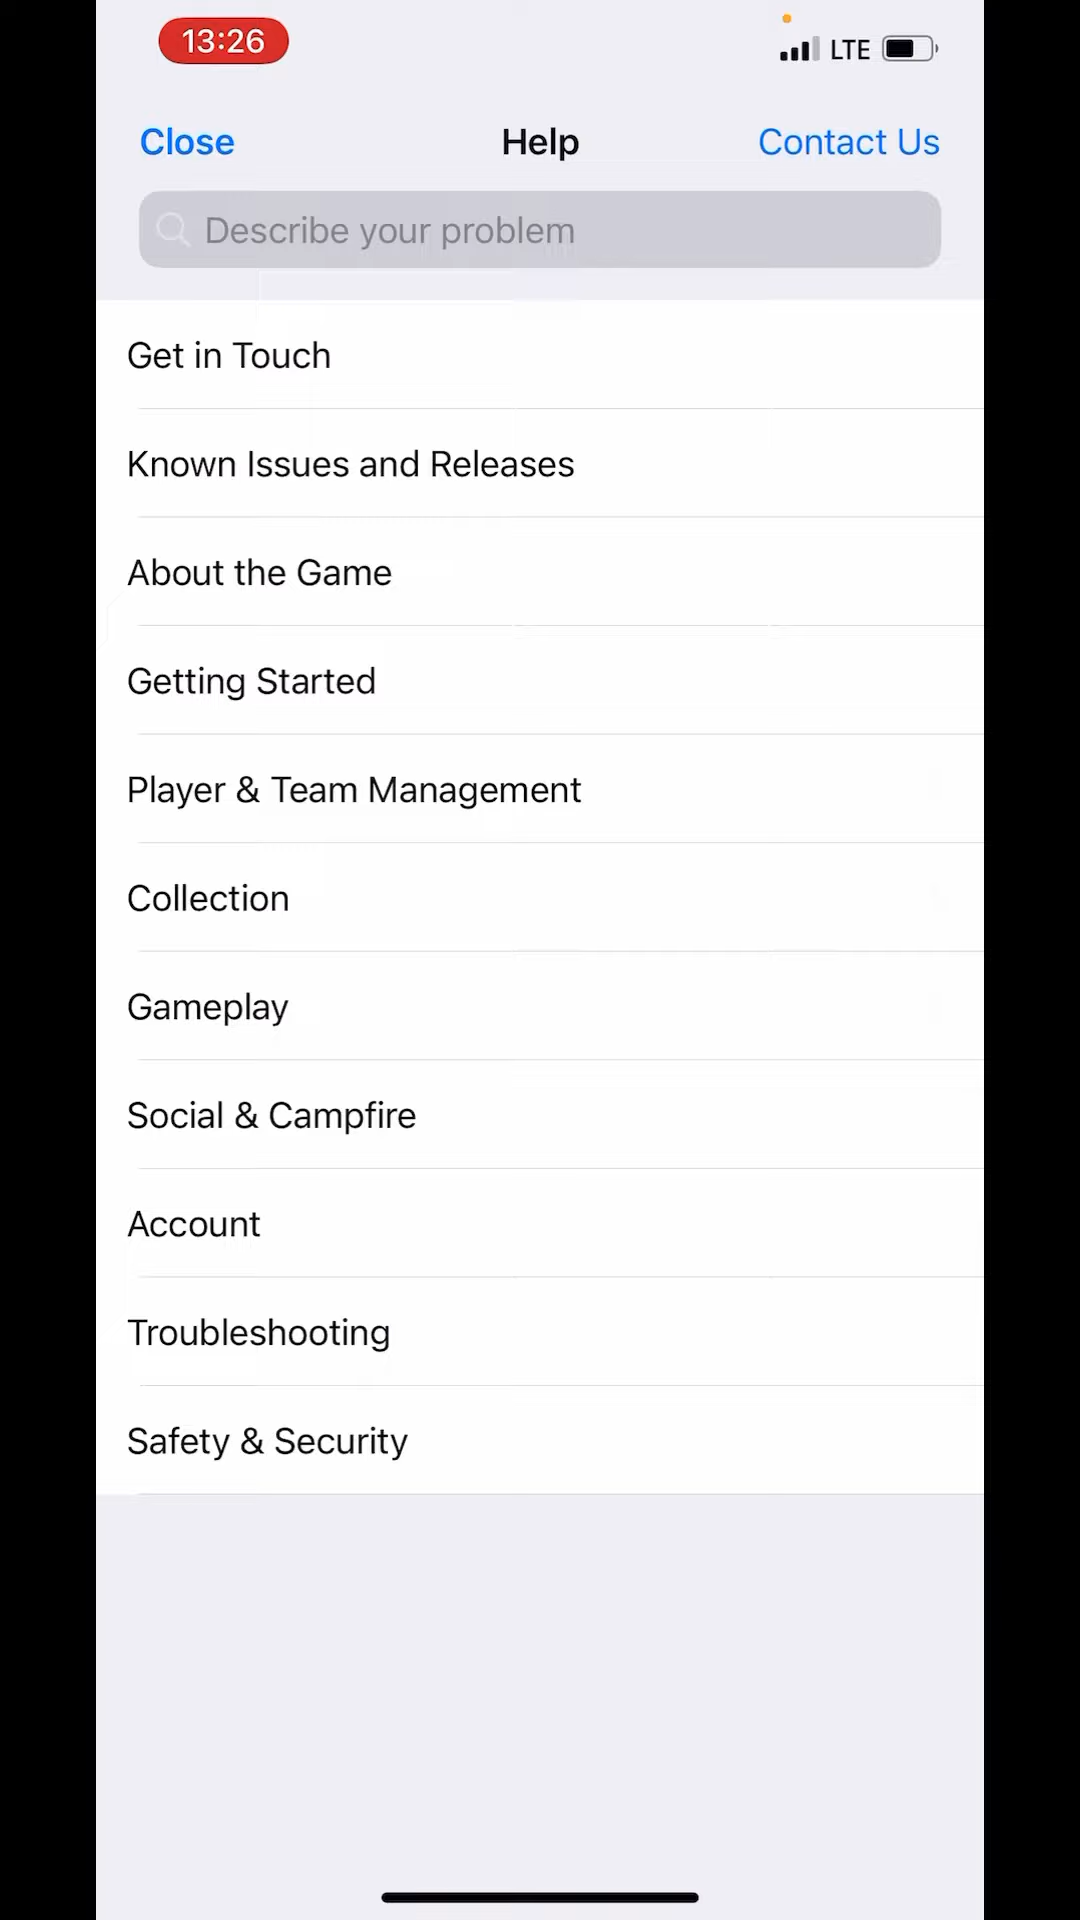 13:26
LTE
Close
Help
Contact Us
Describe your problem
Get in Touch
Known Issues and Releases
About the Game
Getting Started
Player & Team Management
Collection
Gameplay
Social & Campfire
Account
Troubleshooting
Safety & Security